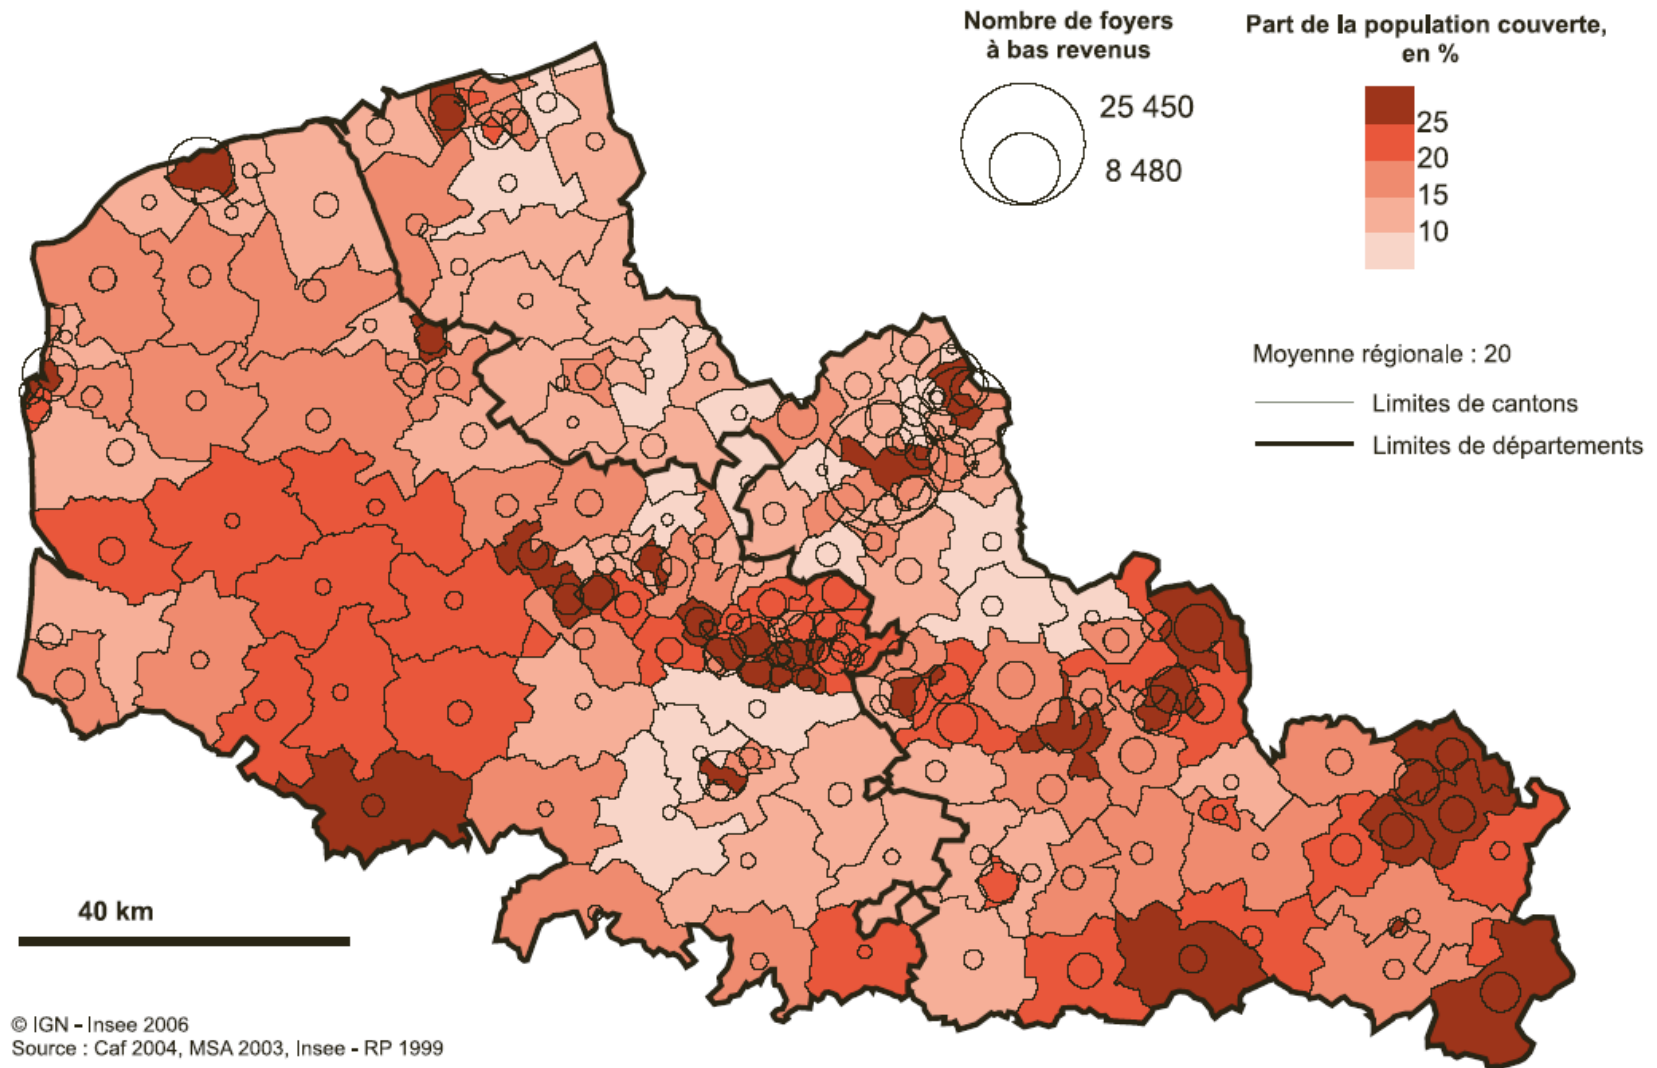 Nombre de foyers
à bas revenus
25 450
8 480
Part de la population couverte,
en %
25
20
15
10
Moyenne régionale : 20
Limites de cantons
Limites de départements
40 km
© IGN - Insee 2006
Source : Caf 2004, MSA 2003, Insee - RP 1999